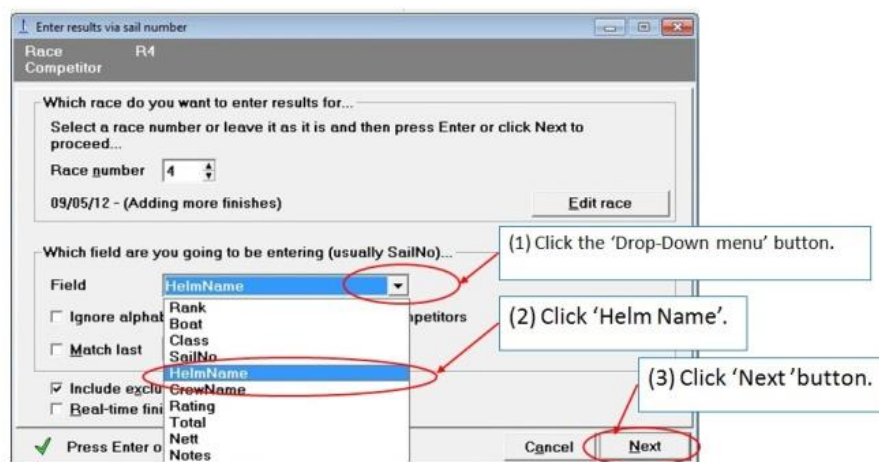 Enter results via sail number
Race R4
Competitor
Which race do you want to enter results for...
Select a race number or leave it as it is and then press Enter or click Next to
proceed...
Race number 4
09/05/12 - (Adding more finishes)
Edit race
Which field are you going to be entering (usually SailNo)...
(1) Click the ‘Drop-Down menu’ button.
Field HelmName
Rank
Ignore alphab
Boat
Class
Match last
SailNo
HelmName
(2) Click ‘Helm Name’.
Include exclu
CrewName
(3) Click ‘Next ’button.
Real-time fini
Rating
Total
Nett
Press Enter o
Notes
Cancel
Next